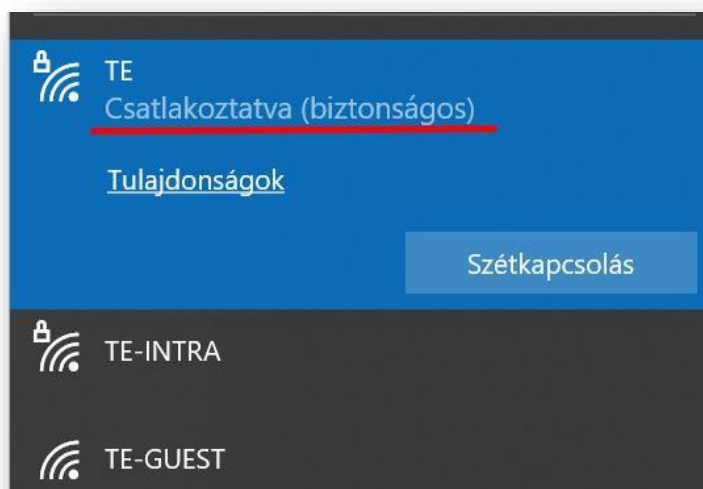 TE
Csatlakoztatva (biztonságos)
Tulajdonságok
Szétkapcsolás
TE-INTRA
TE-GUEST